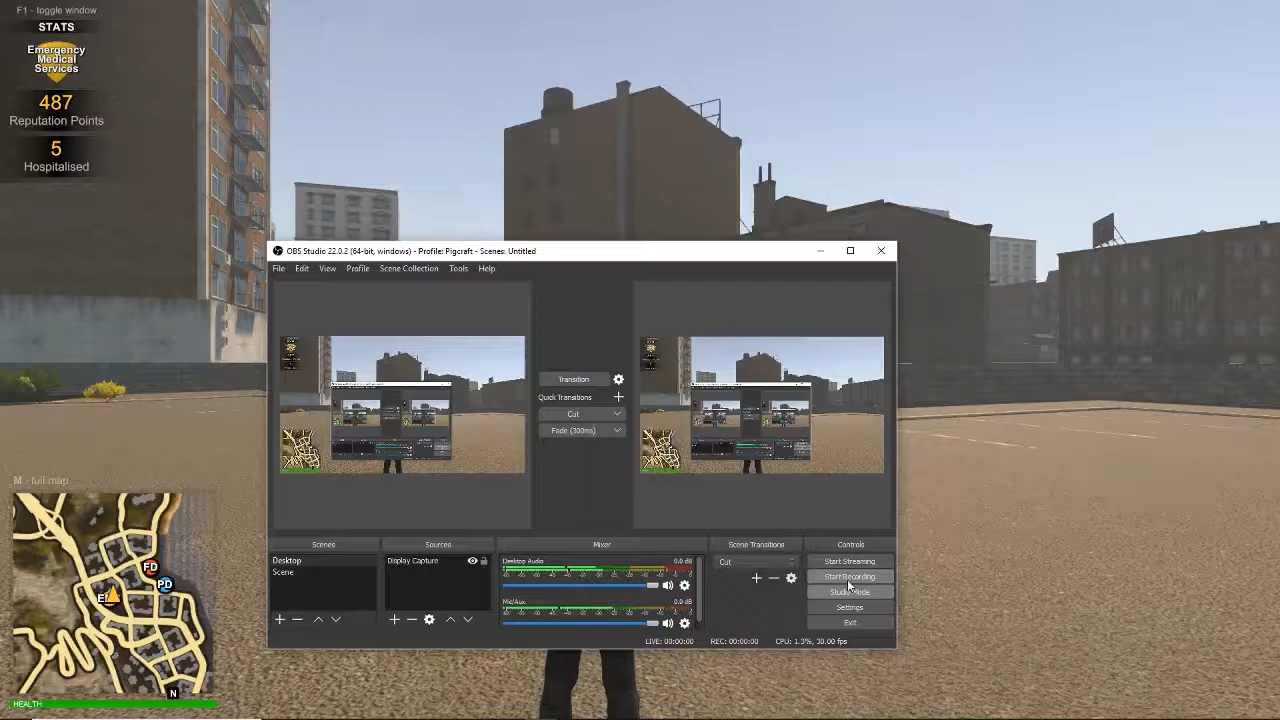 F1 - toggle window
STATS
Emergency
Medical
Services
487
Reputation Points
5
Hospitalised
OBS Studio 22.0.2 (64-bit, windows) - Profile: Pigcraft - Scenes: Untitled
File Edit View Profile Scene Collection Tools Help
Transition
Quick Transitions
Cut
Fade (300ms)
Scenes Sources Mixer Scene Transitions Controls
Desktop
Scene
Display Capture
Desktop Audio 0.0 dB
Mic/Aux 0.0 dB
Cut
Start Streaming
Start Recording
Studio Mode
Settings
Exit
LIVE: 00:00:00 REC: 00:00:00 CPU: 1.3%, 30.00 fps
M - full map
FD
PD
N
HEALTH